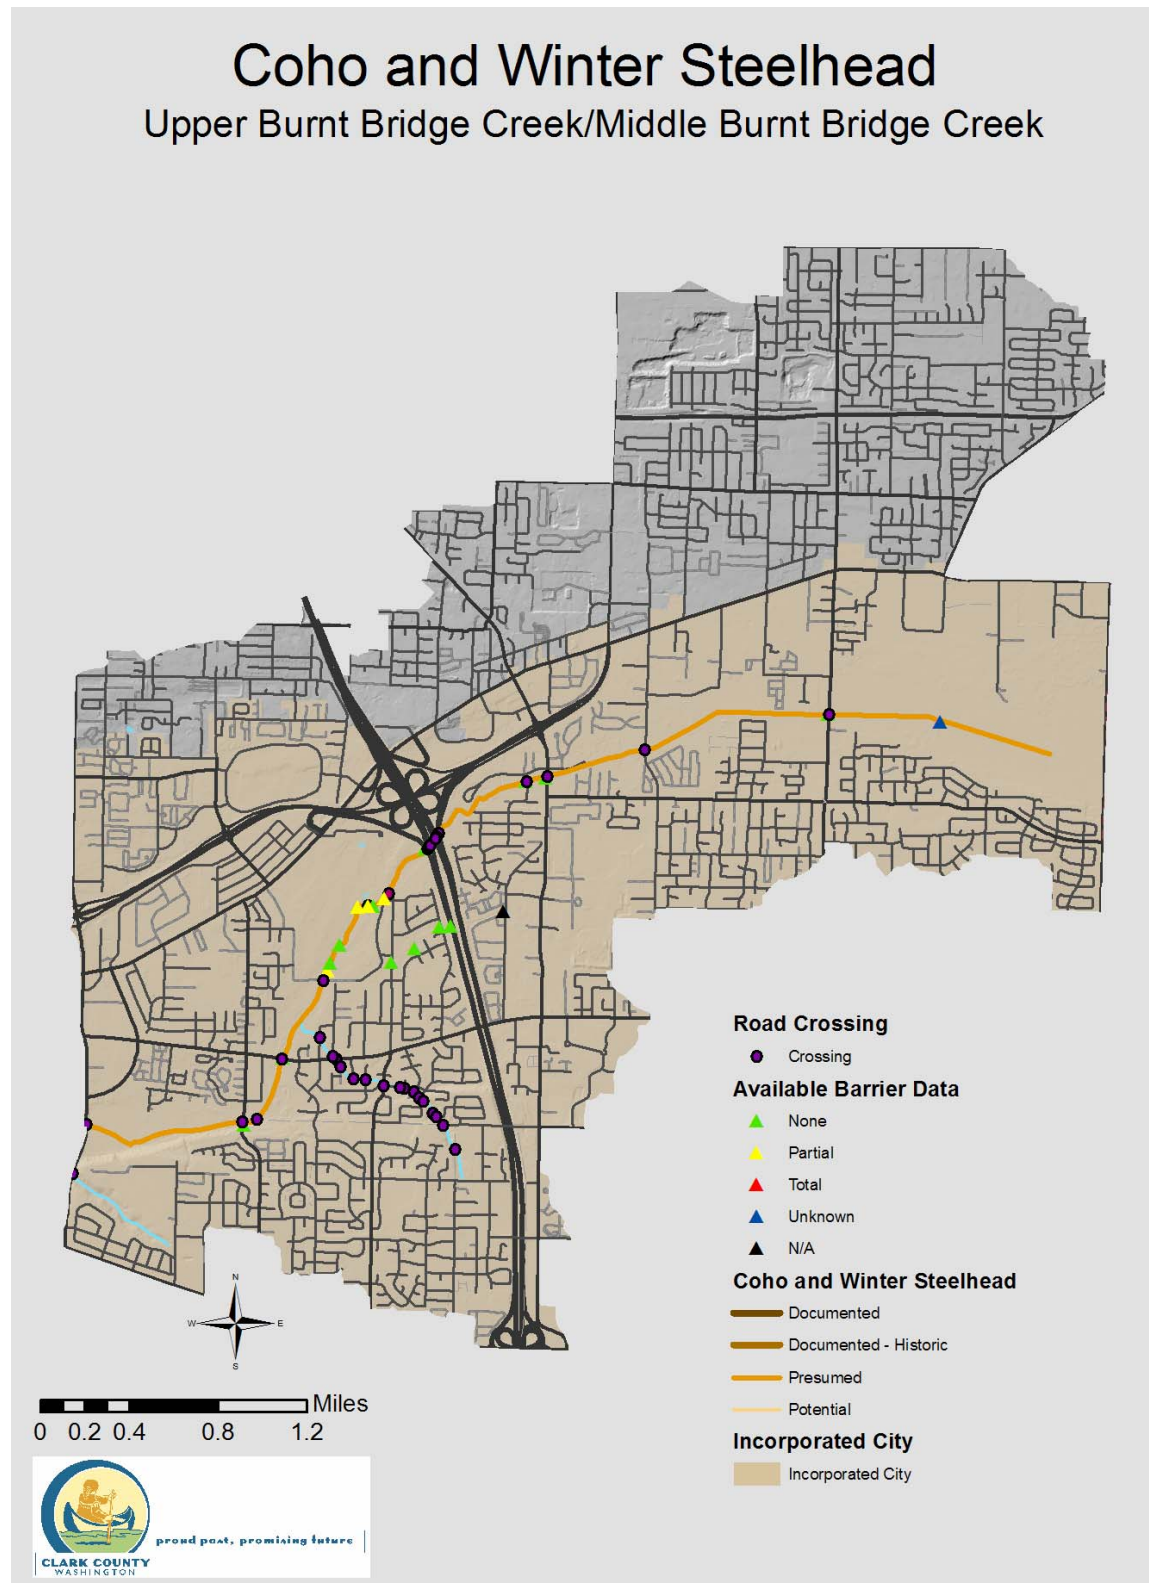 Coho and Winter Steelhead
Upper Burnt Bridge Creek/Middle Burnt Bridge Creek
Road Crossing
Crossing
Available Barrier Data
None
Partial
Total
Unknown
N/A
Coho and Winter Steelhead
Documented
Documented - Historic
Presumed
Potential
Incorporated City
Incorporated City
N
W
E
S
Miles
0 0.2 0.4 0.8 1.2
proud past, promising future
CLARK COUNTY
WASHINGTON